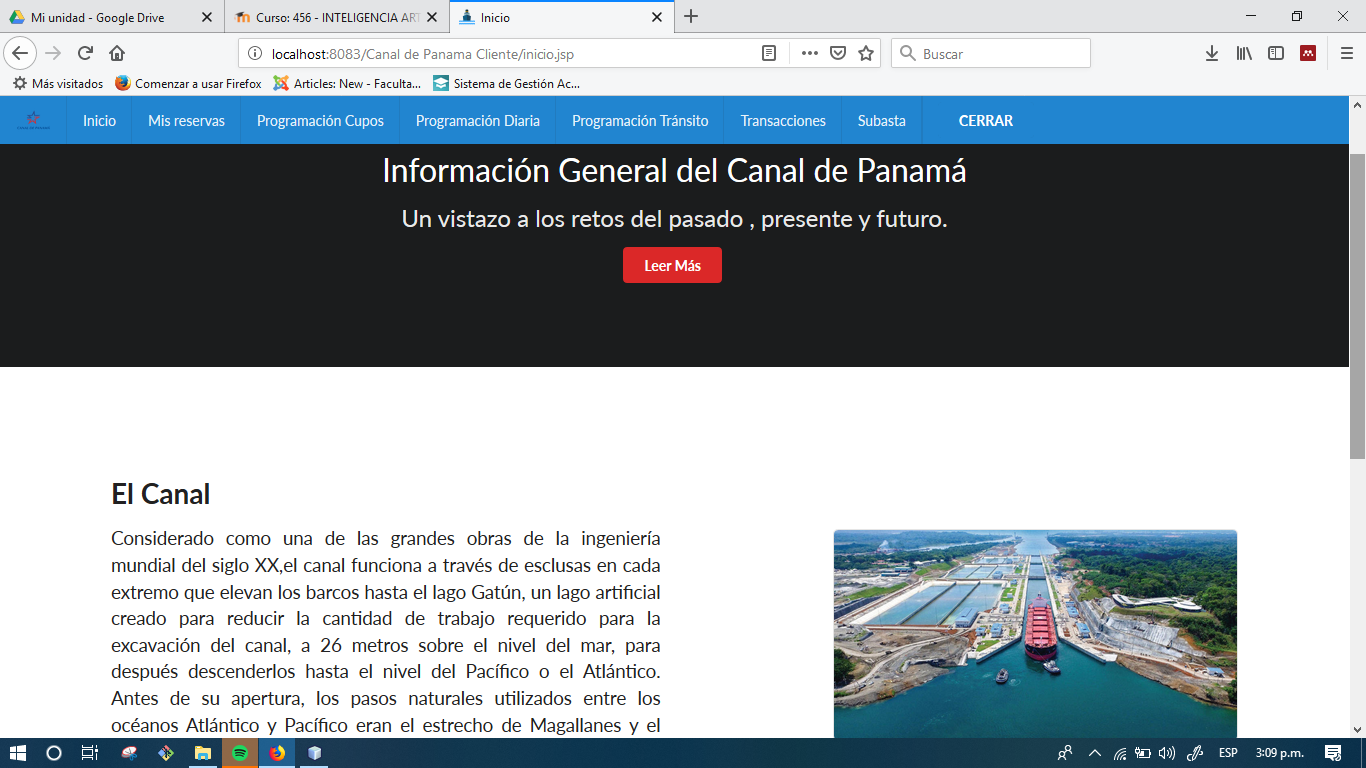 Mi unidad - Google Drive
Curso: 456 - INTELIGENCIA ART
Inicio
localhost:8083/Canal de Panama Cliente/inicio.jsp
Buscar
Más visitados
Comenzar a usar Firefox
Articles: New - Faculta...
Sistema de Gestión Ac...
Inicio
Mis reservas
Programación Cupos
Programación Diaria
Programación Tránsito
Transacciones
Subasta
CERRAR
Información General del Canal de Panamá
Un vistazo a los retos del pasado , presente y futuro.
Leer Más
El Canal
Considerado como una de las grandes obras de la ingeniería
mundial del siglo XX,el canal funciona a través de esclusas en cada
extremo que elevan los barcos hasta el lago Gatún, un lago artificial
creado para reducir la cantidad de trabajo requerido para la
excavación del canal, a 26 metros sobre el nivel del mar, para
después descenderlos hasta el nivel del Pacífico o el Atlántico.
Antes de su apertura, los pasos naturales utilizados entre los
océanos Atlántico y Pacífico eran el estrecho de Magallanes y el
ESP
3:09 p.m.